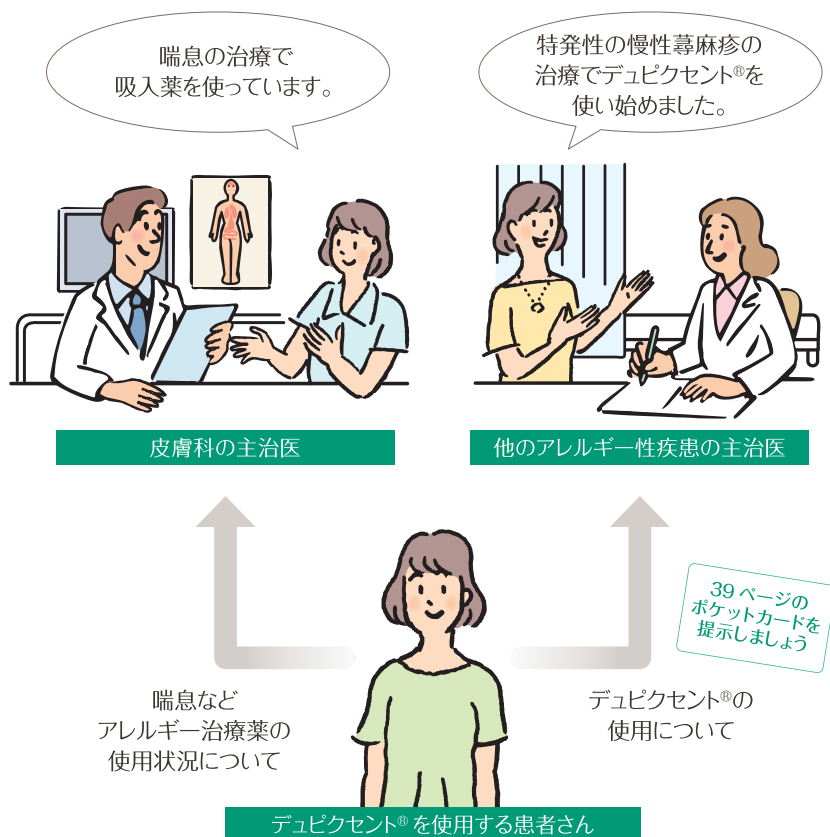 喘息の治療で
吸入薬を使っています。
特発性の慢性蕁麻疹の
治療でデュピクセント®を
使い始めました。
皮膚科の主治医
他のアレルギー性疾患の主治医
39ページの
ポケットカードを
提示しましょう
喘息など
アレルギー治療薬の
使用状況について
デュピクセント®の
使用について
デュピクセント®を使用する患者さん